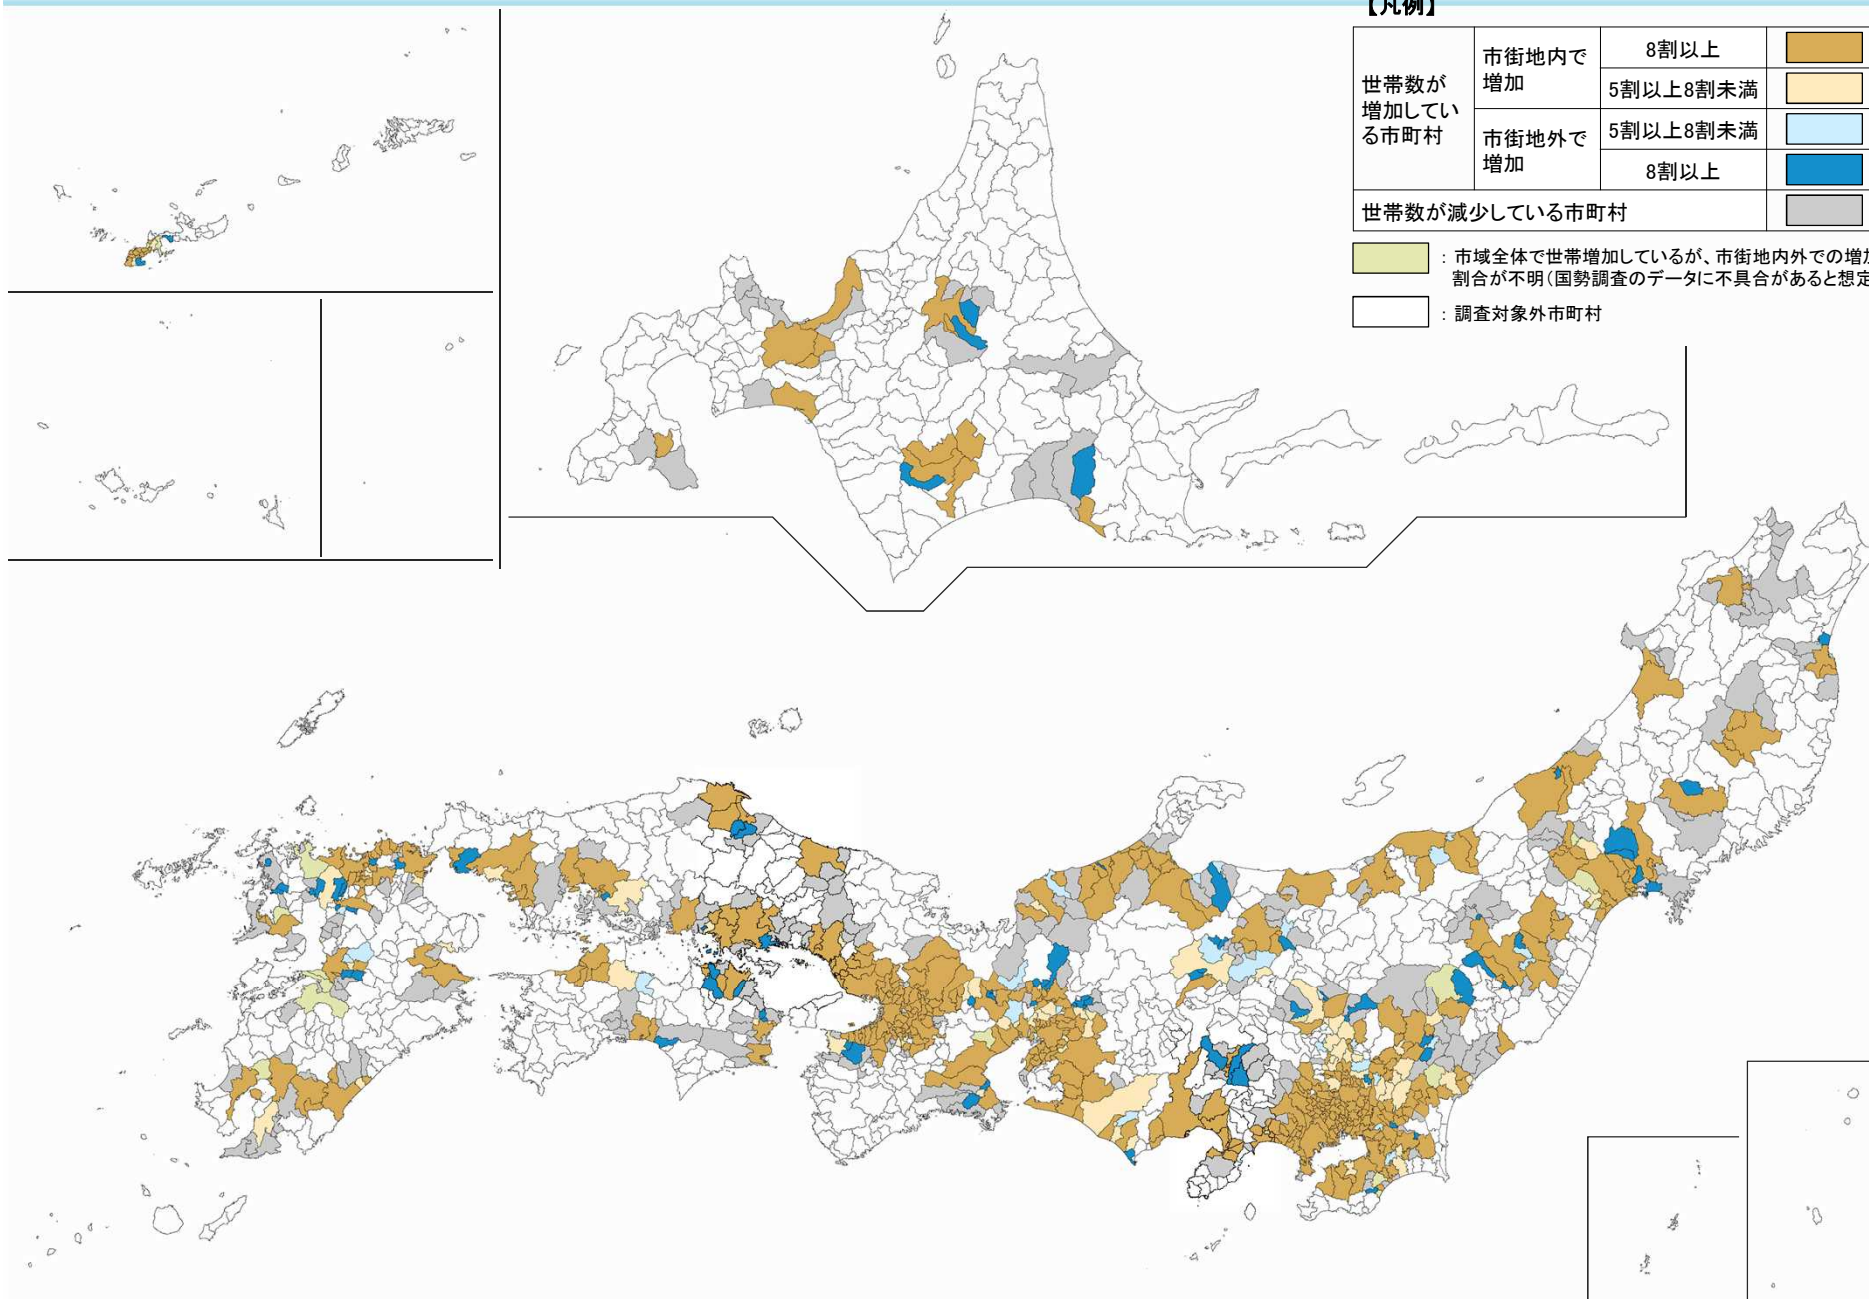 【凡例】
世帯数が
増加してい
る市町村
市街地内で
増加
8割以上
5割以上8割未満
市街地外で
増加
5割以上8割未満
8割以上
世帯数が減少している市町村
：市域全体で世帯増加しているが、市街地内外での増加
割合が不明（国勢調査のデータに不具合があると想定
：調査対象外市町村